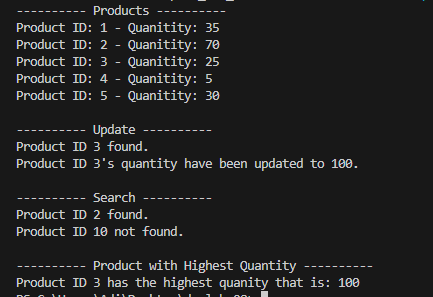 ---------- Products ----------
Product ID: 1 - Quanitity: 35
Product ID: 2 - Quanitity: 70
Product ID: 3 - Quanitity: 25
Product ID: 4 - Quanitity: 5
Product ID: 5 - Quanitity: 30
---------- Update ----------
Product ID 3 found.
Product ID 3's quantity have been updated to 100.
---------- Search ----------
Product ID 2 found.
Product ID 10 not found.
---------- Product with Highest Quantity ----------
Product ID 3 has the highest quanity that is: 100